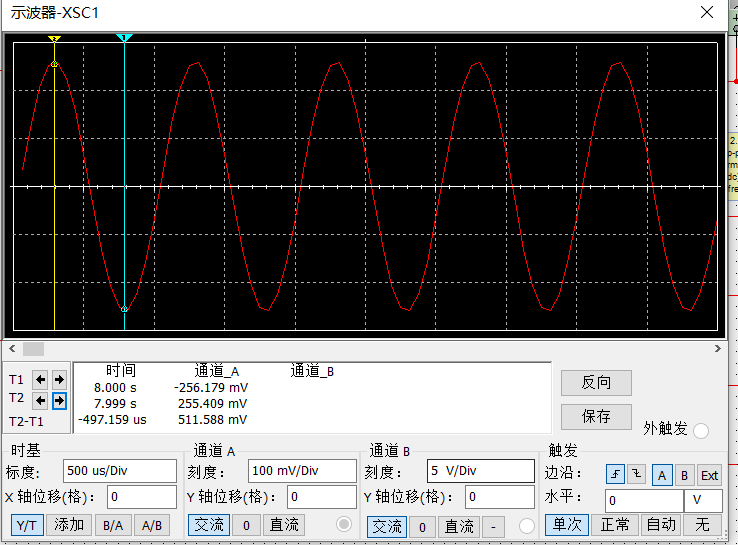 示波器-XSC1
2
1
时间 通道_A 通道_B
T1 8.000 s -256.179 mV
T2 7.999 s 255.409 mV
T2-T1 -497.159 us 511.588 mV
反向
保存
外触发
时基 通道 A 通道 B 触发
标度: 500 us/Div 刻度: 100 mV/Div 刻度: 5 V/Div 边沿: A B Ext
X 轴位移(格): 0 Y 轴位移(格): 0 Y 轴位移(格): 0 水平: 0 V
Y/T 添加 B/A A/B 交流 0 直流 交流 0 直流 - 单次 正常 自动 无